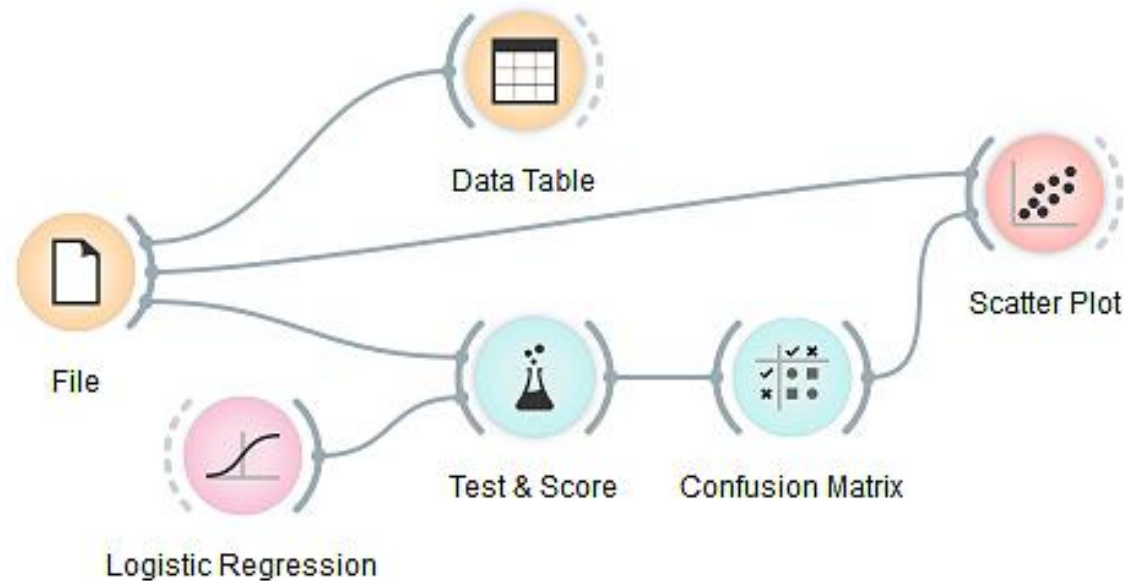 Data Table
Scatter Plot
File
Test & Score
Confusion Matrix
Logistic Regression